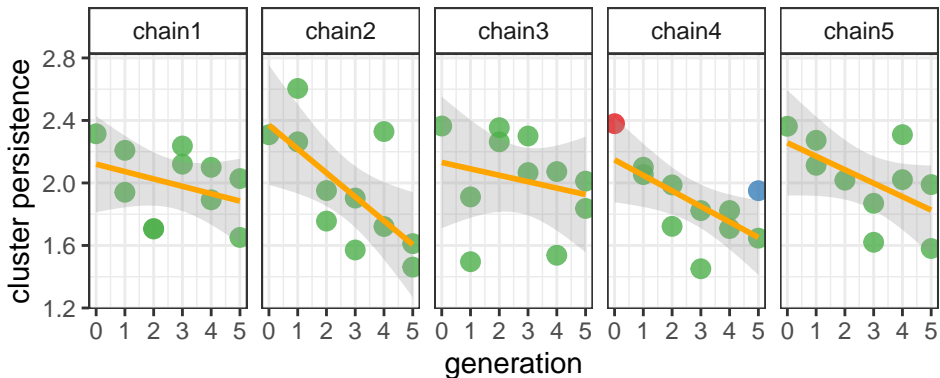 chain1 chain2 chain3 chain4 chain5
cluster persistence
2.8
2.4
2.0
1.6
1.2
0 1 2 3 4 5 0 1 2 3 4 5 0 1 2 3 4 5 0 1 2 3 4 5 0 1 2 3 4 5
generation